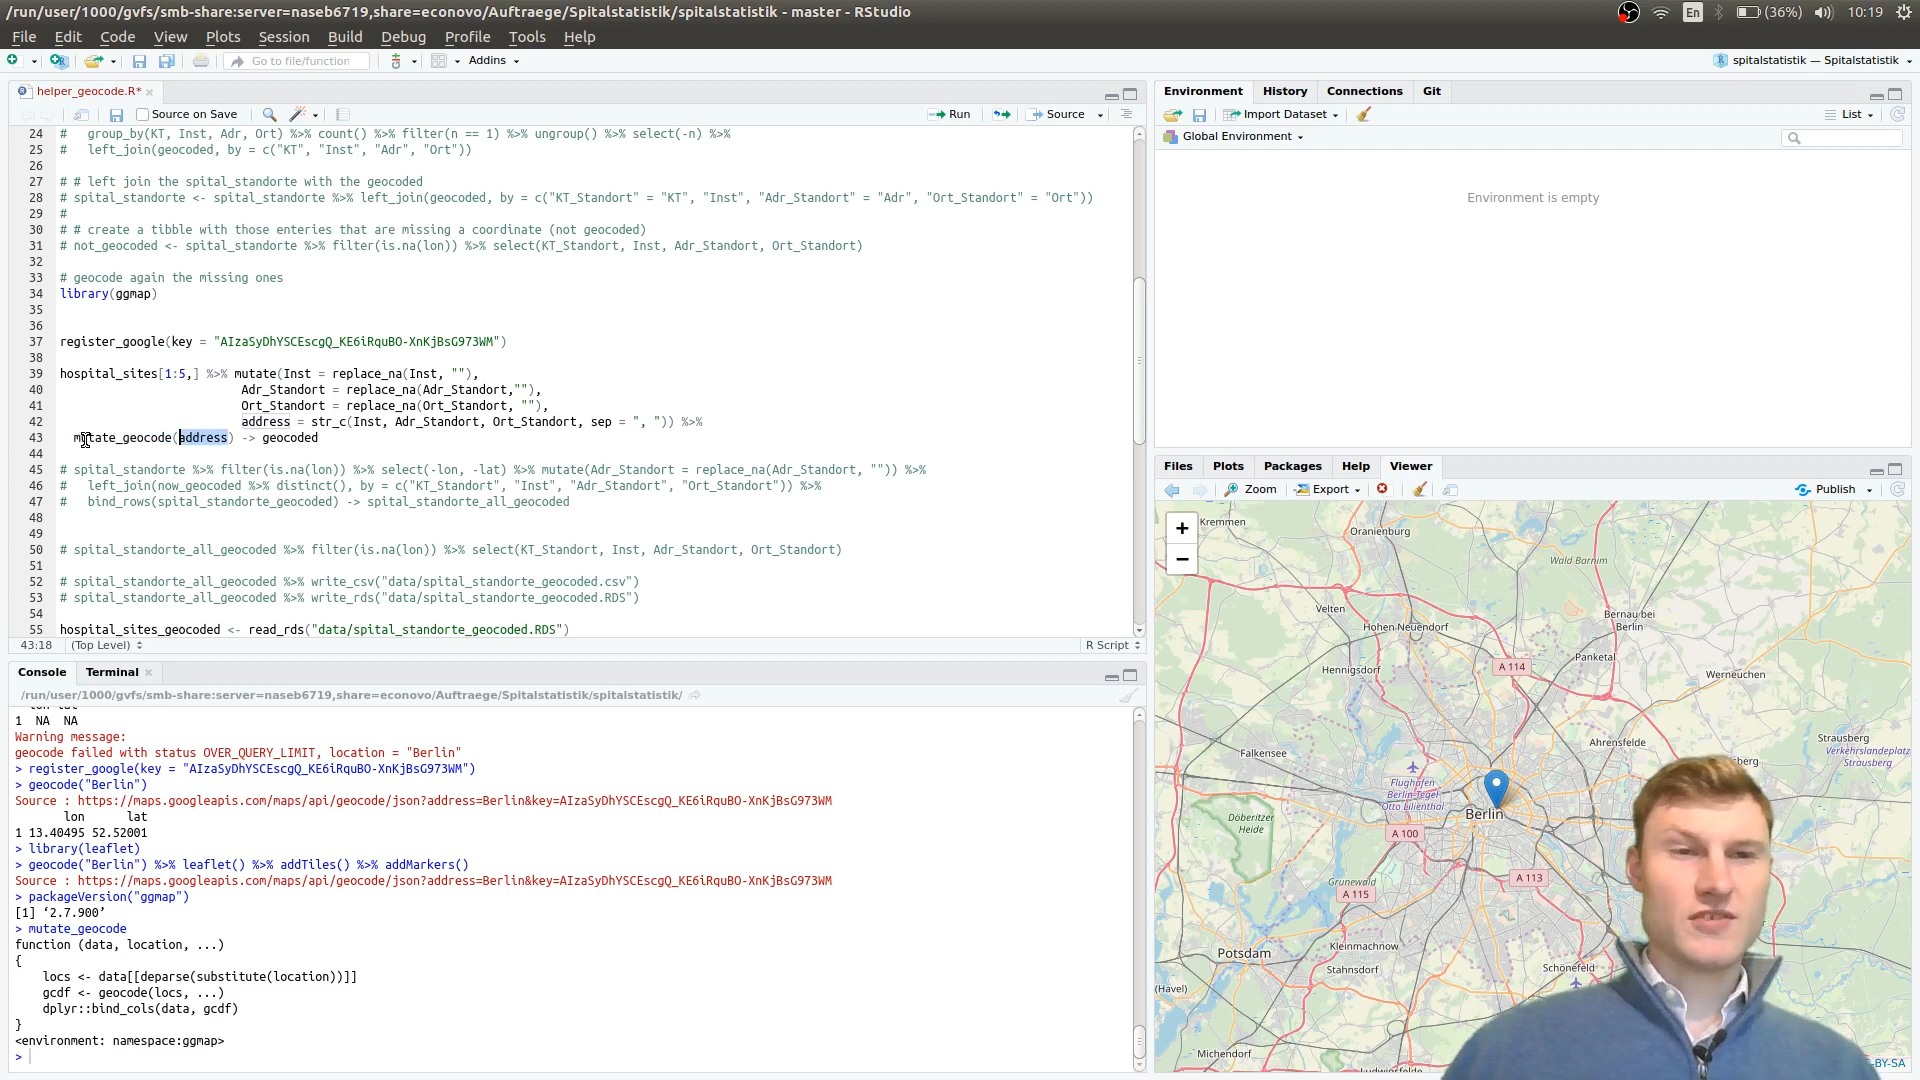 /run/user/1000/gvfs/smb-share:server=naseb6719,share=econovo/Auftraege/Spitalstatistik/spitalstatistik - master - RStudio
En (36%) 10:19
File Edit Code View Plots Session Build Debug Profile Tools Help
Go to file/function Addins
spitalstatistik — Spitalstatistik
helper_geocode.R*
Source on Save Run Source
24 #   group_by(KT, Inst, Adr, Ort) %>% count() %>% filter(n == 1) %>% ungroup() %>% select(-n) %>%
25 #   left_join(geocoded, by = c("KT", "Inst", "Adr", "Ort"))
26
27 # # left join the spital_standorte with the geocoded
28 # spital_standorte <- spital_standorte %>% left_join(geocoded, by = c("KT_Standort" = "KT", "Inst", "Adr_Standort" = "Adr", "Ort_Standort" = "Ort"))
29 #
30 # # create a tibble with those enteries that are missing a coordinate (not geocoded)
31 # not_geocoded <- spital_standorte %>% filter(is.na(lon)) %>% select(KT_Standort, Inst, Adr_Standort, Ort_Standort)
32
33 # geocode again the missing ones
34 library(ggmap)
35
36
37 register_google(key = "AIzaSyDhYSCEscgQ_KE6iRquBO-XnKjBsG973WM")
38
39 hospital_sites[1:5,] %>% mutate(Inst = replace_na(Inst, ""),
40 Adr_Standort = replace_na(Adr_Standort,""),
41 Ort_Standort = replace_na(Ort_Standort, ""),
42 address = str_c(Inst, Adr_Standort, Ort_Standort, sep = ", ")) %>%
43 mutate_geocode(address) -> geocoded
44
45 # spital_standorte %>% filter(is.na(lon)) %>% select(-lon, -lat) %>% mutate(Adr_Standort = replace_na(Adr_Standort, "")) %>%
46 #   left_join(now_geocoded %>% distinct(), by = c("KT_Standort", "Inst", "Adr_Standort", "Ort_Standort")) %>%
47 #   bind_rows(spital_standorte_geocoded) -> spital_standorte_all_geocoded
48
49
50 # spital_standorte_all_geocoded %>% filter(is.na(lon)) %>% select(KT_Standort, Inst, Adr_Standort, Ort_Standort)
51
52 # spital_standorte_all_geocoded %>% write_csv("data/spital_standorte_geocoded.csv")
53 # spital_standorte_all_geocoded %>% write_rds("data/spital_standorte_geocoded.RDS")
54
55 hospital_sites_geocoded <- read_rds("data/spital_standorte_geocoded.RDS")
43:18 (Top Level) R Script
Console Terminal
/run/user/1000/gvfs/smb-share:server=naseb6719,share=econovo/Auftraege/Spitalstatistik/spitalstatistik/
lon lat
1  NA  NA
Warning message:
geocode failed with status OVER_QUERY_LIMIT, location = "Berlin"
> register_google(key = "AIzaSyDhYSCEscgQ_KE6iRquBO-XnKjBsG973WM")
> geocode("Berlin")
Source : https://maps.googleapis.com/maps/api/geocode/json?address=Berlin&key=AIzaSyDhYSCEscgQ_KE6iRquBO-XnKjBsG973WM
lon lat
1 13.40495 52.52001
> library(leaflet)
> geocode("Berlin") %>% leaflet() %>% addTiles() %>% addMarkers()
Source : https://maps.googleapis.com/maps/api/geocode/json?address=Berlin&key=AIzaSyDhYSCEscgQ_KE6iRquBO-XnKjBsG973WM
> packageVersion("ggmap")
[1] ‘2.7.900’
> mutate_geocode
function (data, location, ...)
{
locs <- data[[deparse(substitute(location))]]
gcdf <- geocode(locs, ...)
dplyr::bind_cols(data, gcdf)
}
<environment: namespace:ggmap>
>
Environment History Connections Git
Import Dataset List
Global Environment
Environment is empty
Files Plots Packages Help Viewer
Zoom Export Publish
+
−
Kremmen
Oranienburg
Wald Barnim
Velten
Bernau bei
Berlin
Hohen Neuendorf
Panketal
A 114
Hennigsdorf
Werneuchen
Strausberg
Verkehrslandeplatz
Strausberg
Ahrensfelde
Falkensee
Flughafen
Berlin-Tegel
Otto Lilienthal
Berlin
Döberitzer
Heide
A 100
Grunewald
A 115
A 113
Kleinmachnow
Potsdam
Stahnsdorf
Schönefeld
(Havel)
Michendorf
Ludwigsfelde
-BY-SA